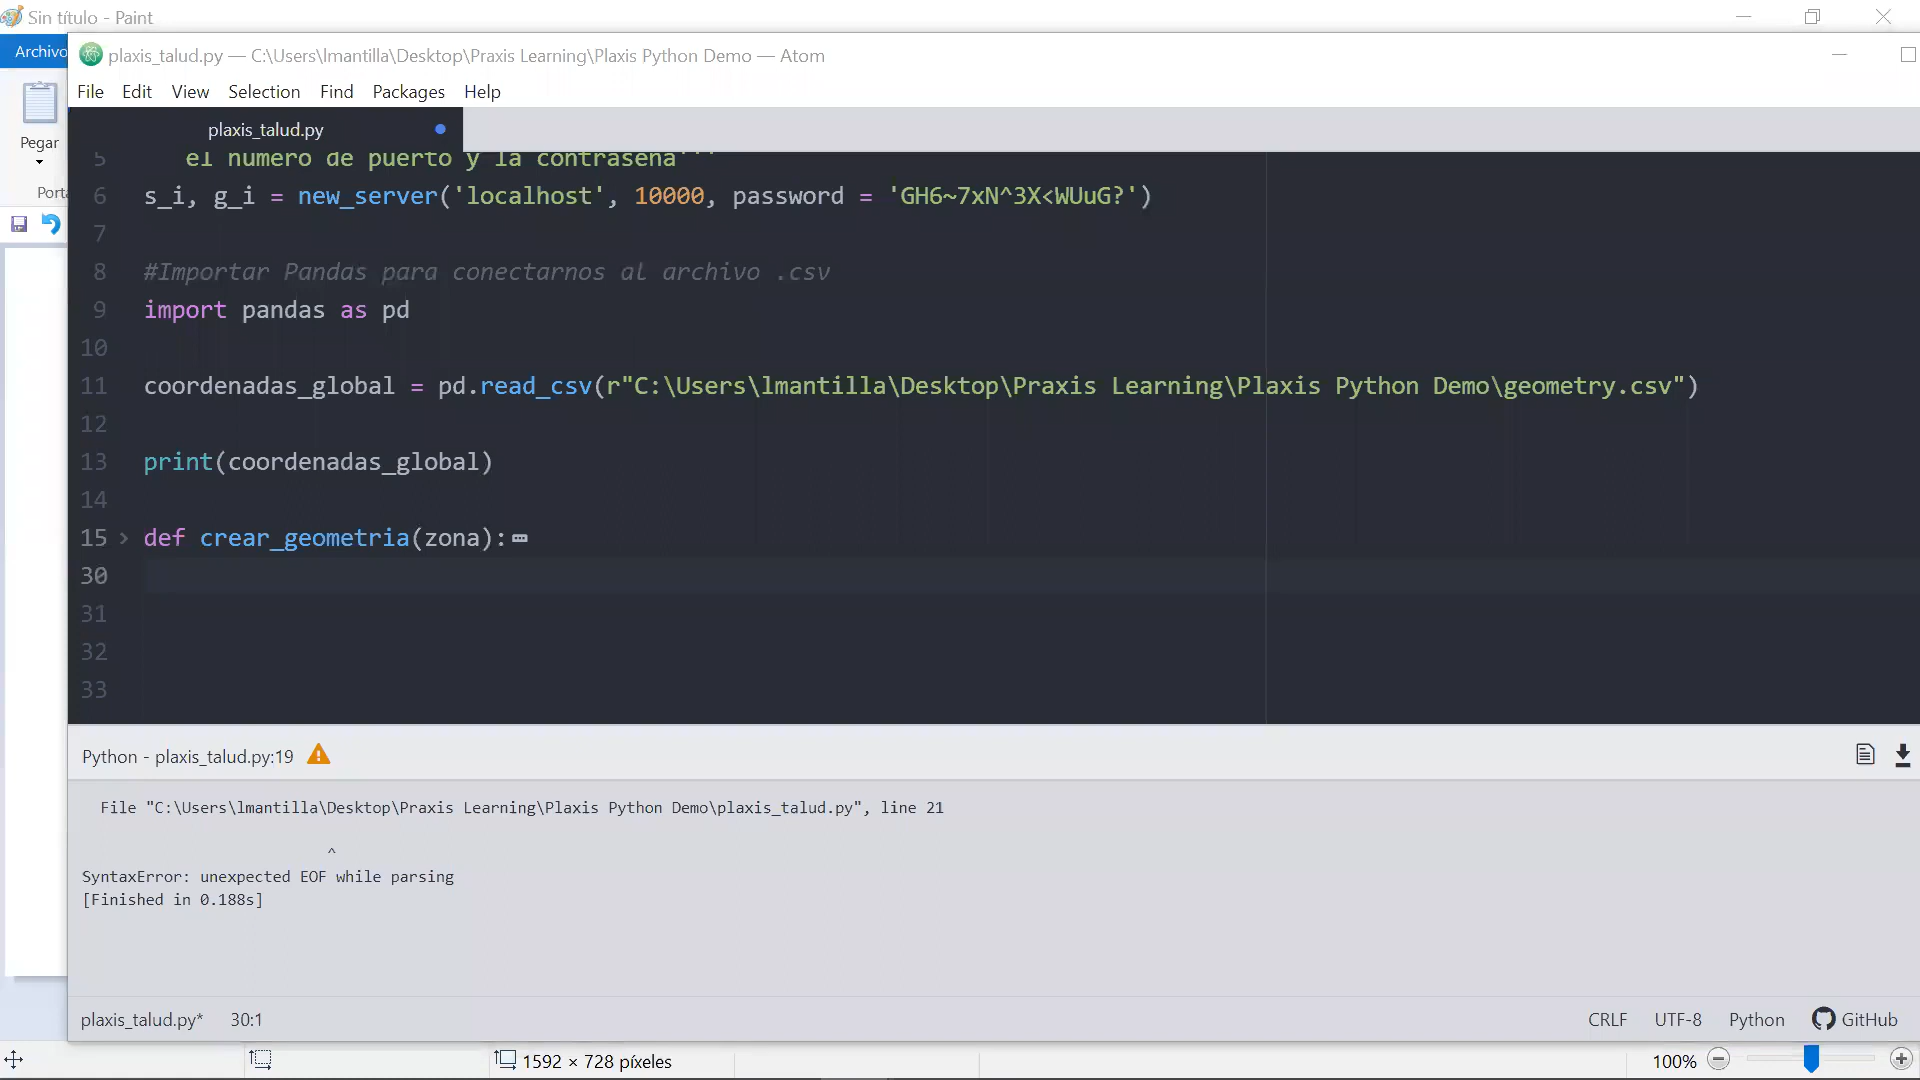 Sin título - Paint
Archivo
plaxis_talud.py — C:\Users\lmantilla\Desktop\Praxis Learning\Plaxis Python Demo — Atom
File Edit View Selection Find Packages Help
Pegar
Porta
plaxis_talud.py
5 el numero de puerto y la contraseña'''
6 s_i, g_i = new_server('localhost', 10000, password = 'GH6~7xN^3X<WUuG?')
7
8 #Importar Pandas para conectarnos al archivo .csv
9 import pandas as pd
10
11 coordenadas_global = pd.read_csv(r"C:\Users\lmantilla\Desktop\Praxis Learning\Plaxis Python Demo\geometry.csv")
12
13 print(coordenadas_global)
14
15 def crear_geometria(zona):
30
31
32
33
Python - plaxis_talud.py:19
File "C:\Users\lmantilla\Desktop\Praxis Learning\Plaxis Python Demo\plaxis_talud.py", line 21
^
SyntaxError: unexpected EOF while parsing
[Finished in 0.188s]
plaxis_talud.py* 30:1 CRLF UTF-8 Python GitHub
1592 × 728 píxeles 100%